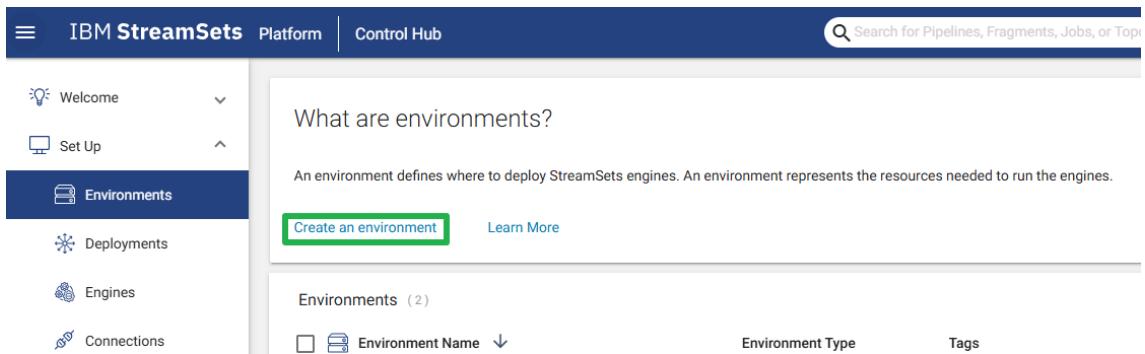 IBM StreamSets Platform Control Hub
Search for Pipelines, Fragments, Jobs, or
Welcome
Set Up
Environments
Deployments
Engines
Connections
What are environments?
An environment defines where to deploy StreamSets engines. An environment represents the resources needed to run the engines.
Create an environment Learn More
Environments (2)
Environment Name Environment Type Tags